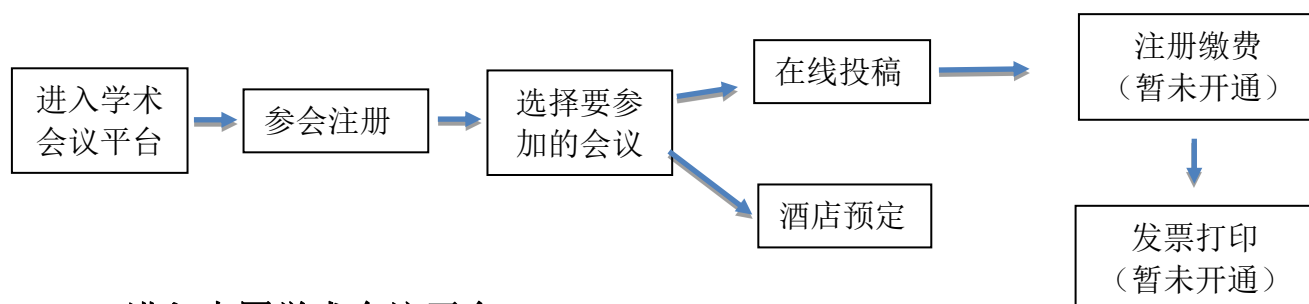 进入学术
会议平台
参会注册
选择要参
加的会议
在线投稿
酒店预定
注册缴费
（暂未开通）
发票打印
（暂未开通）